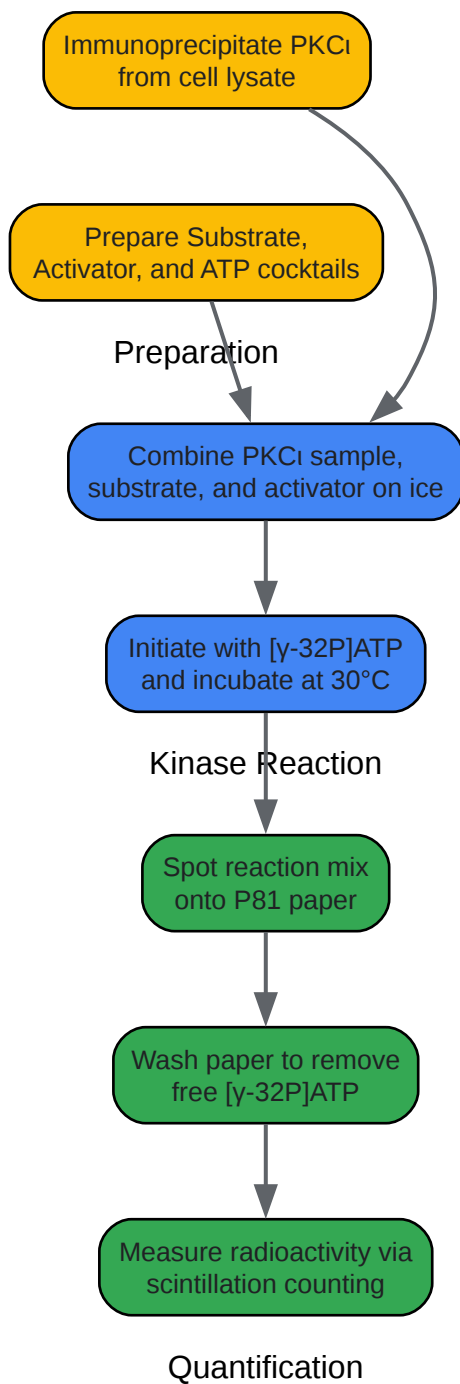 Immunoprecipitate PKCι
from cell lysate
Prepare Substrate,
Activator, and ATP cocktails
Preparation
Combine PKCι sample,
substrate, and activator on ice
Initiate with [γ-32P]ATP
and incubate at 30°C
Kinase Reaction
Spot reaction mix
onto P81 paper
Wash paper to remove
free [γ-32P]ATP
Measure radioactivity via
scintillation counting
Quantification